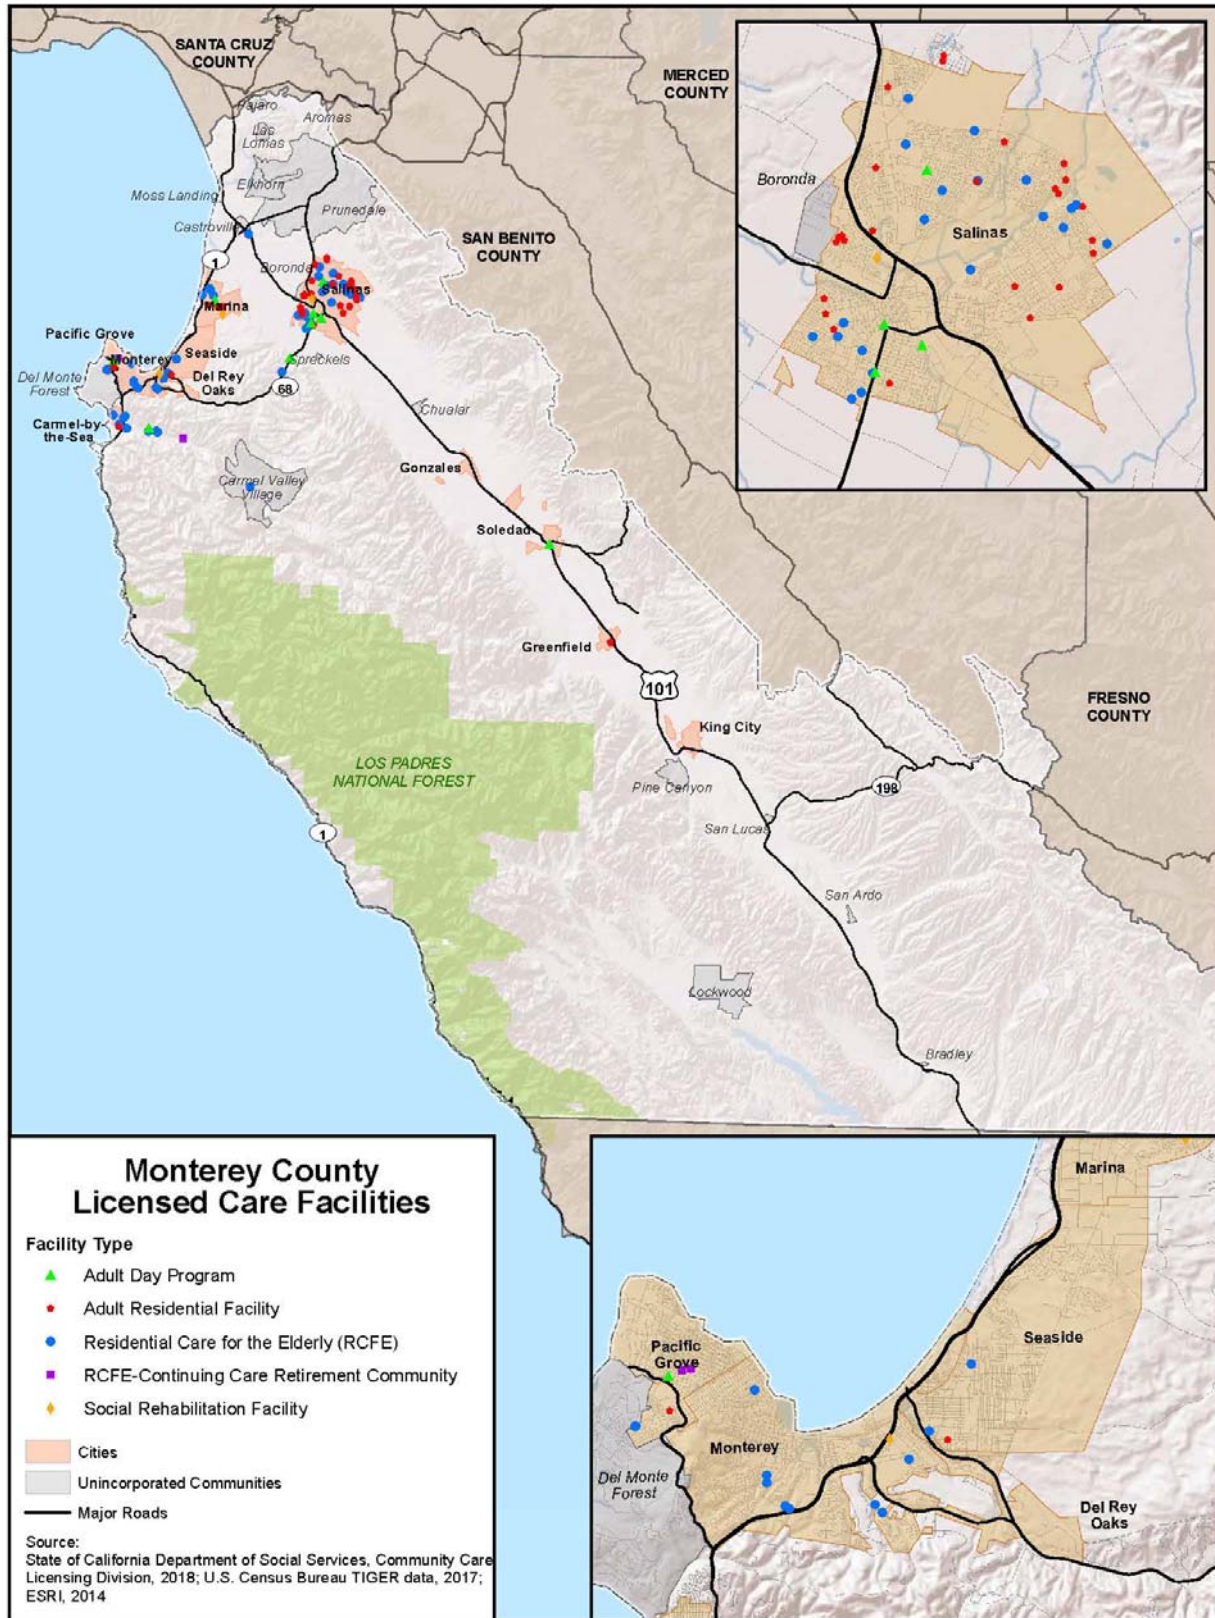 SANTA CRUZ
COUNTY
MERCED
COUNTY
Pajaro
Aromas
Las
Lomas
Elkhorn
Moss Landing
Prunedale
Castroville
SAN BENITO
COUNTY
1
Boronda
Salinas
Marina
Pacific Grove
Monterey
Seaside
Spreckels
Del Monte
Forest
Del Rey
Oaks
68
Carmel-by-
the-Sea
Chualar
Gonzales
Carmal Valley
Village
Soledad
Greenfield
101
FRESNO
COUNTY
King City
LOS PADRES
NATIONAL FOREST
Pine Canyon
198
1
San Lucas
San Ardo
Lockwood
Bradley
Boronda
Salinas
Monterey County
Licensed Care Facilities
Facility Type
Adult Day Program
Adult Residential Facility
Residential Care for the Elderly (RCFE)
RCFE-Continuing Care Retirement Community
Social Rehabilitation Facility
Cities
Unincorporated Communities
Major Roads
Source:
State of California Department of Social Services, Community Care
Licensing Division, 2018; U.S. Census Bureau TIGER data, 2017;
ESRI, 2014
Marina
Seaside
Pacific
Grove
Monterey
Del Monte
Forest
Del Rey
Oaks